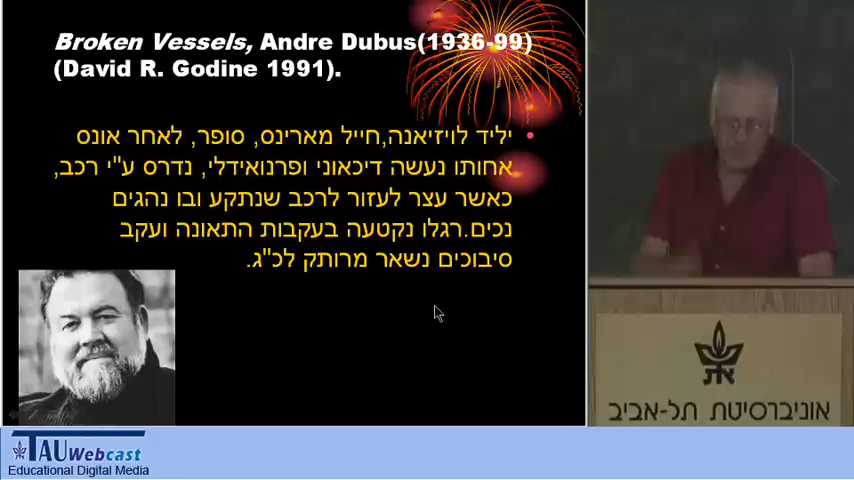 Broken Vessels, Andre Dubus(1936-99)
(David R. Godine 1991).
יליד לויזיאנה,חייל מארינס, סופר, לאחר אונס
אחותו נעשה דיכאוני ופרנואידלי, נדרס ע"י רכב,
כאשר עצר לעזור לרכב שנתקע ובו נהגים
נכים.רגלו נקטעה בעקבות התאונה ועקב
סיבוכים נשאר מרותק לכ"ג.
אוניברסיטת תל-אביב
TAU Webcast
Educational Digital Media